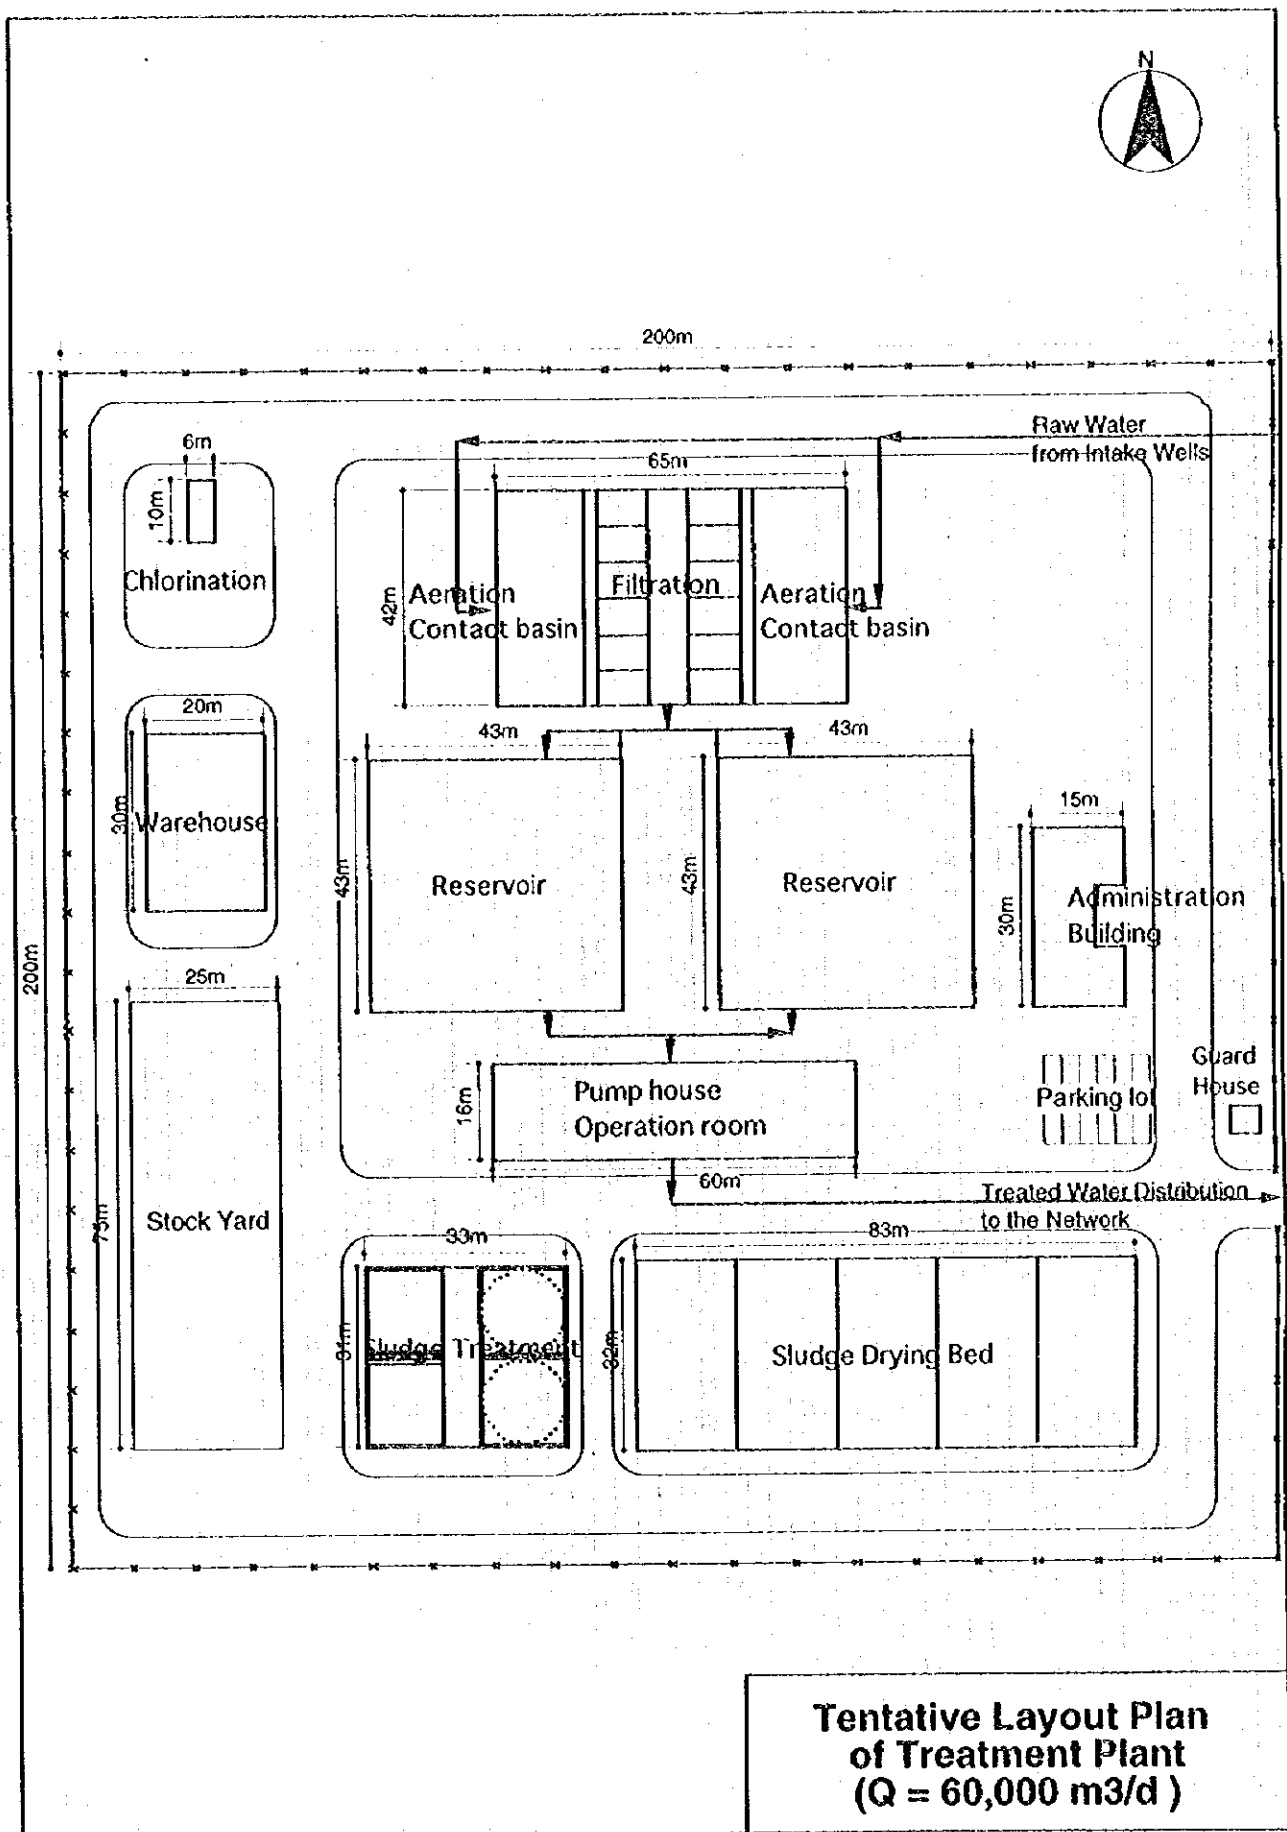 N
200m
Raw Water
from Intake Wells
6m
65m
10m
Chlorination
42m
Aeration
Contact basin
Filtration
Aeration
Contact basin
20m
43m
43m
30m
Warehouse
15m
43m
Reservoir
43m
Reservoir
30m
Administration
Building
200m
25m
Guard
House
Parking lot
16m
Pump house
Operation room
60m
Treated Water Distribution
to the Network
75m
Stock Yard
33m
83m
31m
Sludge Treatment
32m
Sludge Drying Bed
Tentative Layout Plan
of Treatment Plant
(Q = 60,000 m3/d )